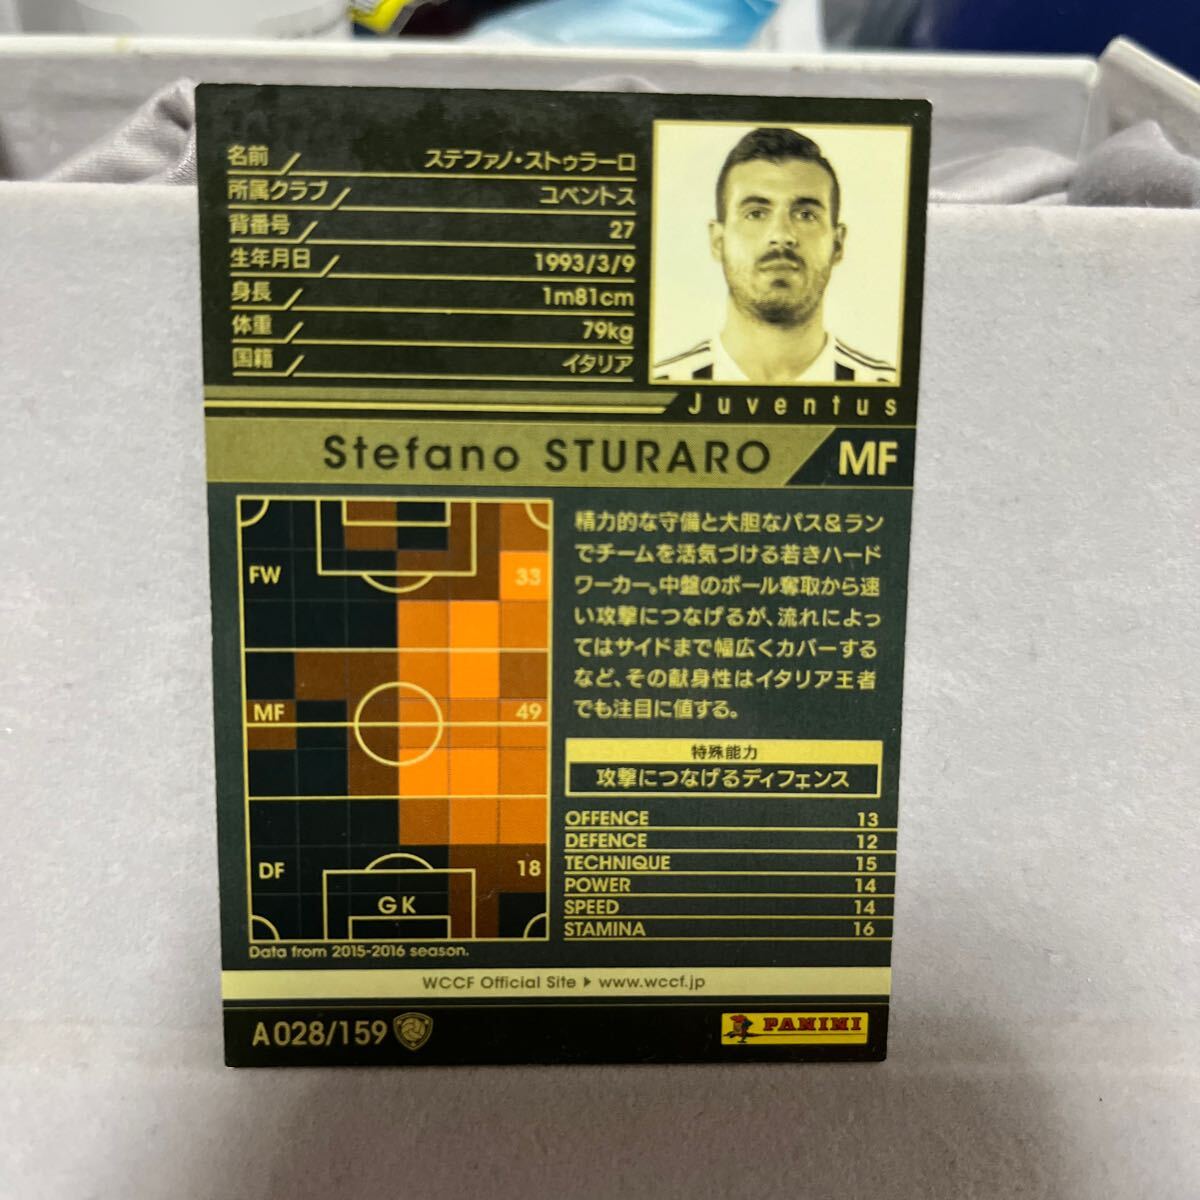 名前 ステファノ・ストゥラーロ
所属クラブ ユベントス
背番号 27
生年月日 1993/3/9
身長 1m81cm
体重 79kg
国籍 イタリア
Juventus
Stefano STURARO MF
FW 33
MF 49
DF 18
GK
Data from 2015-2016 season.
精力的な守備と大胆なパス&ラン
でチームを活気づける若きハード
ワーカー。中盤のボール奪取から速
い攻撃につなげるが、流れによっ
てはサイドまで幅広くカバーする
など、その献身性はイタリア王者
でも注目に値する。
特殊能力
攻撃につなげるディフェンス
OFFENCE 13
DEFENCE 12
TECHNIQUE 15
POWER 14
SPEED 14
STAMINA 16
WCCF Official Site ▶ www.wccf.jp
A028/159
PANINI